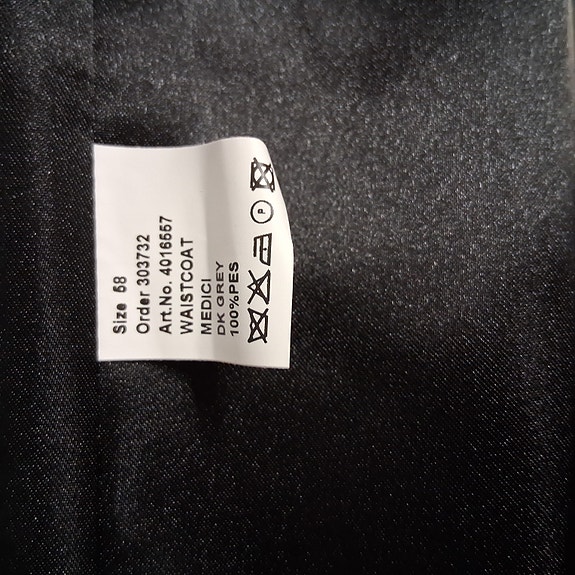 Size 58
Order 303732
Art.No. 4016557
WAISTCOAT
MEDICI
DK GREY
100%PES
P